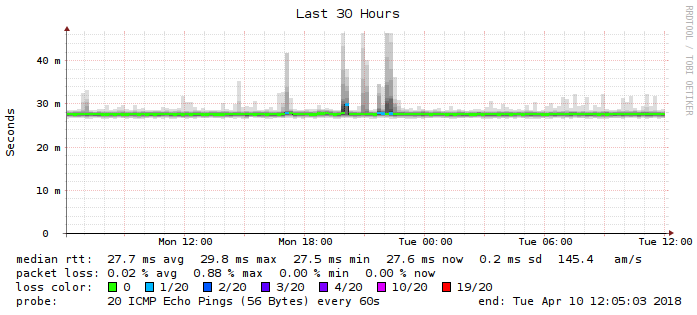 Last 30 Hours
RRDTOOL / TOBI OETIKER
Seconds
40 m
30 m
20 m
10 m
0
Mon 12:00 Mon 18:00 Tue 00:00 Tue 06:00 Tue 12:00
median rtt: 27.7 ms avg 29.8 ms max 27.5 ms min 27.6 ms now 0.2 ms sd 145.4 am/s
packet loss: 0.02 % avg 0.88 % max 0.00 % min 0.00 % now
loss color: 0 1/20 2/20 3/20 4/20 10/20 19/20
probe: 20 ICMP Echo Pings (56 Bytes) every 60s end: Tue Apr 10 12:05:03 2018